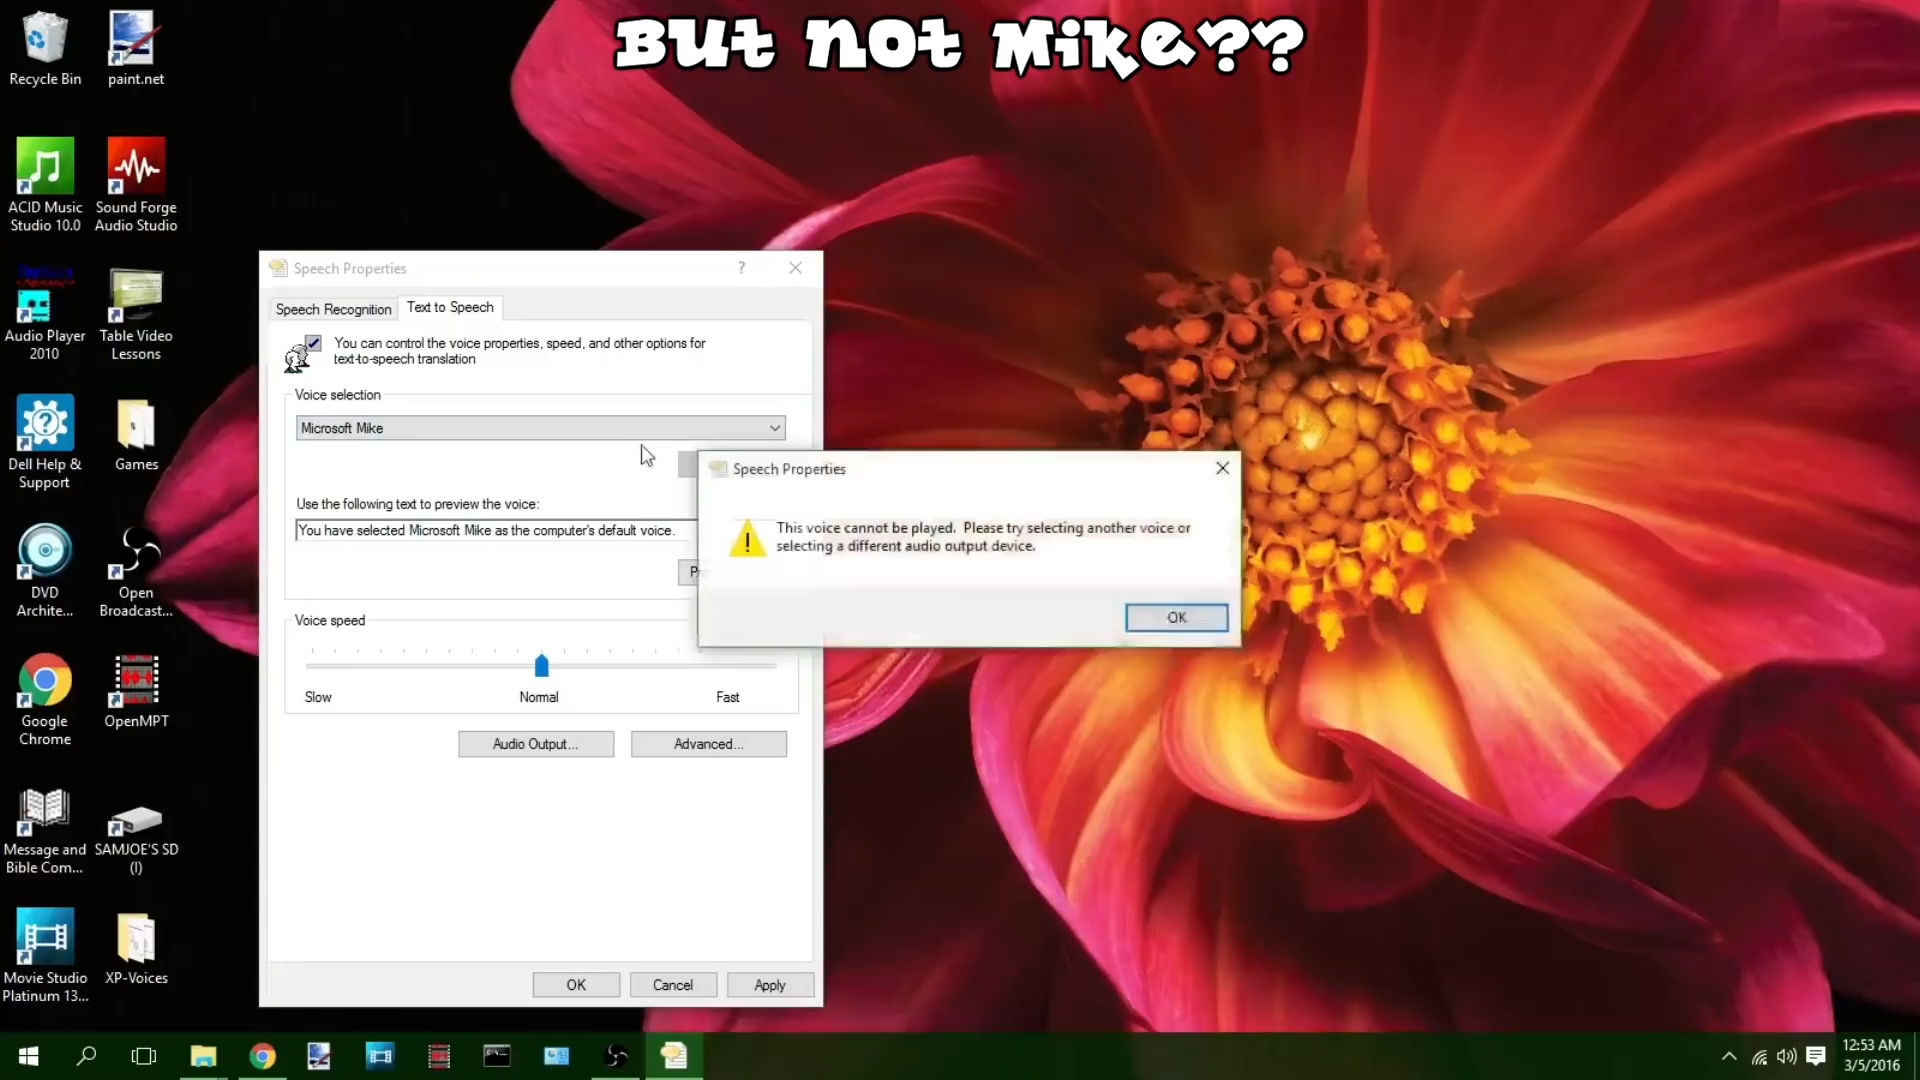 But not Mike??
Recycle Bin
paint.net
ACID Music
Studio 10.0
Sound Forge
Audio Studio
Audio Player
2010
Table Video
Lessons
Dell Help &
Support
Games
DVD
Archite...
Open
Broadcast...
Google
Chrome
OpenMPT
Message and
Bible Com...
SAMJOE'S SD
(I)
Movie Studio
Platinum 13...
XP-Voices
Speech Properties
?
Speech Recognition
Text to Speech
You can control the voice properties, speed, and other options for
text-to-speech translation
Voice selection
Microsoft Mike
Use the following text to preview the voice:
You have selected Microsoft Mike as the computer's default voice.
Voice speed
Slow
Normal
Fast
Audio Output...
Advanced...
OK
Cancel
Apply
Speech Properties
This voice cannot be played.  Please try selecting another voice or
selecting a different audio output device.
OK
12:53 AM
3/5/2016